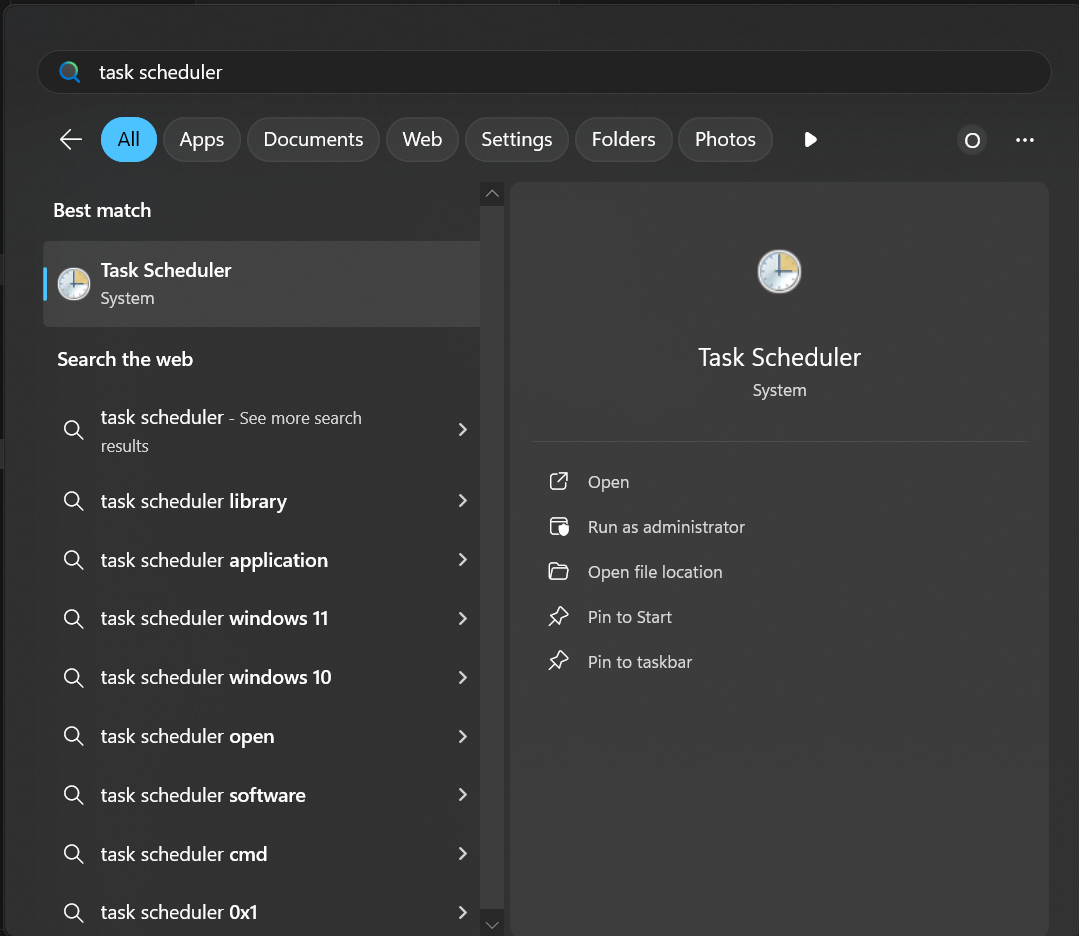 task scheduler
All
Apps
Documents
Web
Settings
Folders
Photos
O
Best match
Task Scheduler
System
Search the web
task scheduler - See more search
results
task scheduler library
task scheduler application
task scheduler windows 11
task scheduler windows 10
task scheduler open
task scheduler software
task scheduler cmd
task scheduler 0x1
Task Scheduler
System
Open
Run as administrator
Open file location
Pin to Start
Pin to taskbar